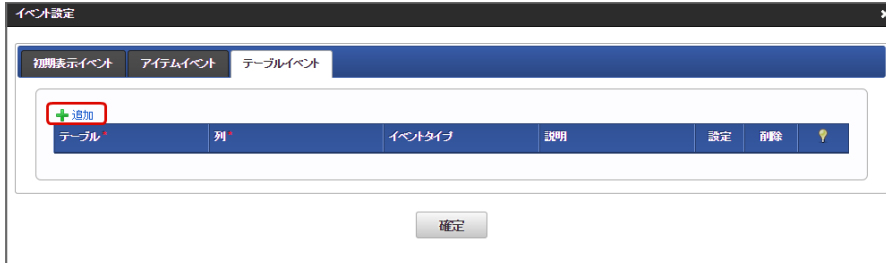 イベント設定
初期表示イベント アイテムイベント テーブルイベント
追加
テーブル* 列* イベントタイプ 説明 設定 削除
確定